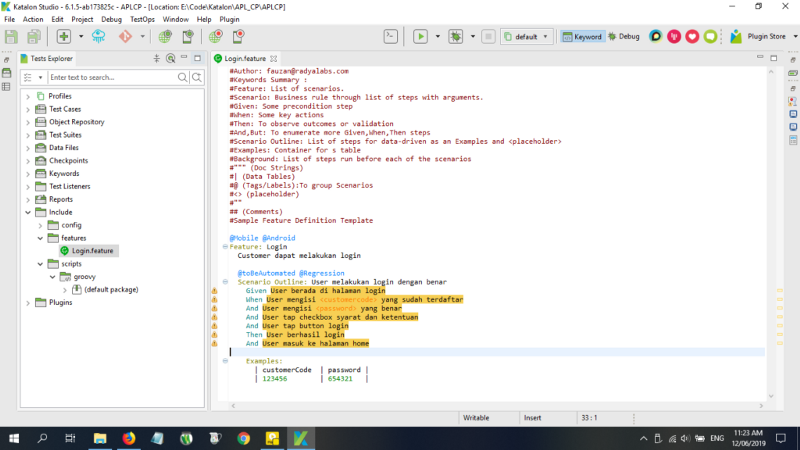 Katalon Studio - 6.1.5-ab173825c - APLCP - [Location: E:\Code\Katalon\APL_CP\APLCP]
File Action Edit Project Debug TestOps Window Help Plugin
default
Keyword
Debug
Plugin Store
Tests Explorer
Enter text to search...
Profiles
Test Cases
Object Repository
Test Suites
Data Files
Checkpoints
Keywords
Test Listeners
Reports
Include
config
features
Login.feature
scripts
groovy
(default package)
Plugins
Login.feature
#Author: fauzan@radyalabs.com
#Keywords Summary :
#Feature: List of scenarios.
#Scenario: Business rule through list of steps with arguments.
#Given: Some precondition step
#When: Some key actions
#Then: To observe outcomes or validation
#And,But: To enumerate more Given,When,Then steps
#Scenario Outline: List of steps for data-driven as an Examples and <placeholder>
#Examples: Container for s table
#Background: List of steps run before each of the scenarios
#""" (Doc Strings)
#| (Data Tables)
#@ (Tags/Labels):To group Scenarios
#<> (placeholder)
#""
## (Comments)
#Sample Feature Definition Template
@Mobile @Android
Feature: Login
Customer dapat melakukan login
@toBeAutomated @Regression
Scenario Outline: User melakukan login dengan benar
Given User berada di halaman login
When User mengisi <customercode> yang sudah terdaftar
And User mengisi <password> yang benar
And User tap checkbox syarat dan ketentuan
And User tap button login
Then User berhasil login
And User masuk ke halaman home
Examples:
| customerCode | password |
| 123456 | 654321 |
Writable
Insert
33 : 1
ENG
11:23 AM
12/06/2019